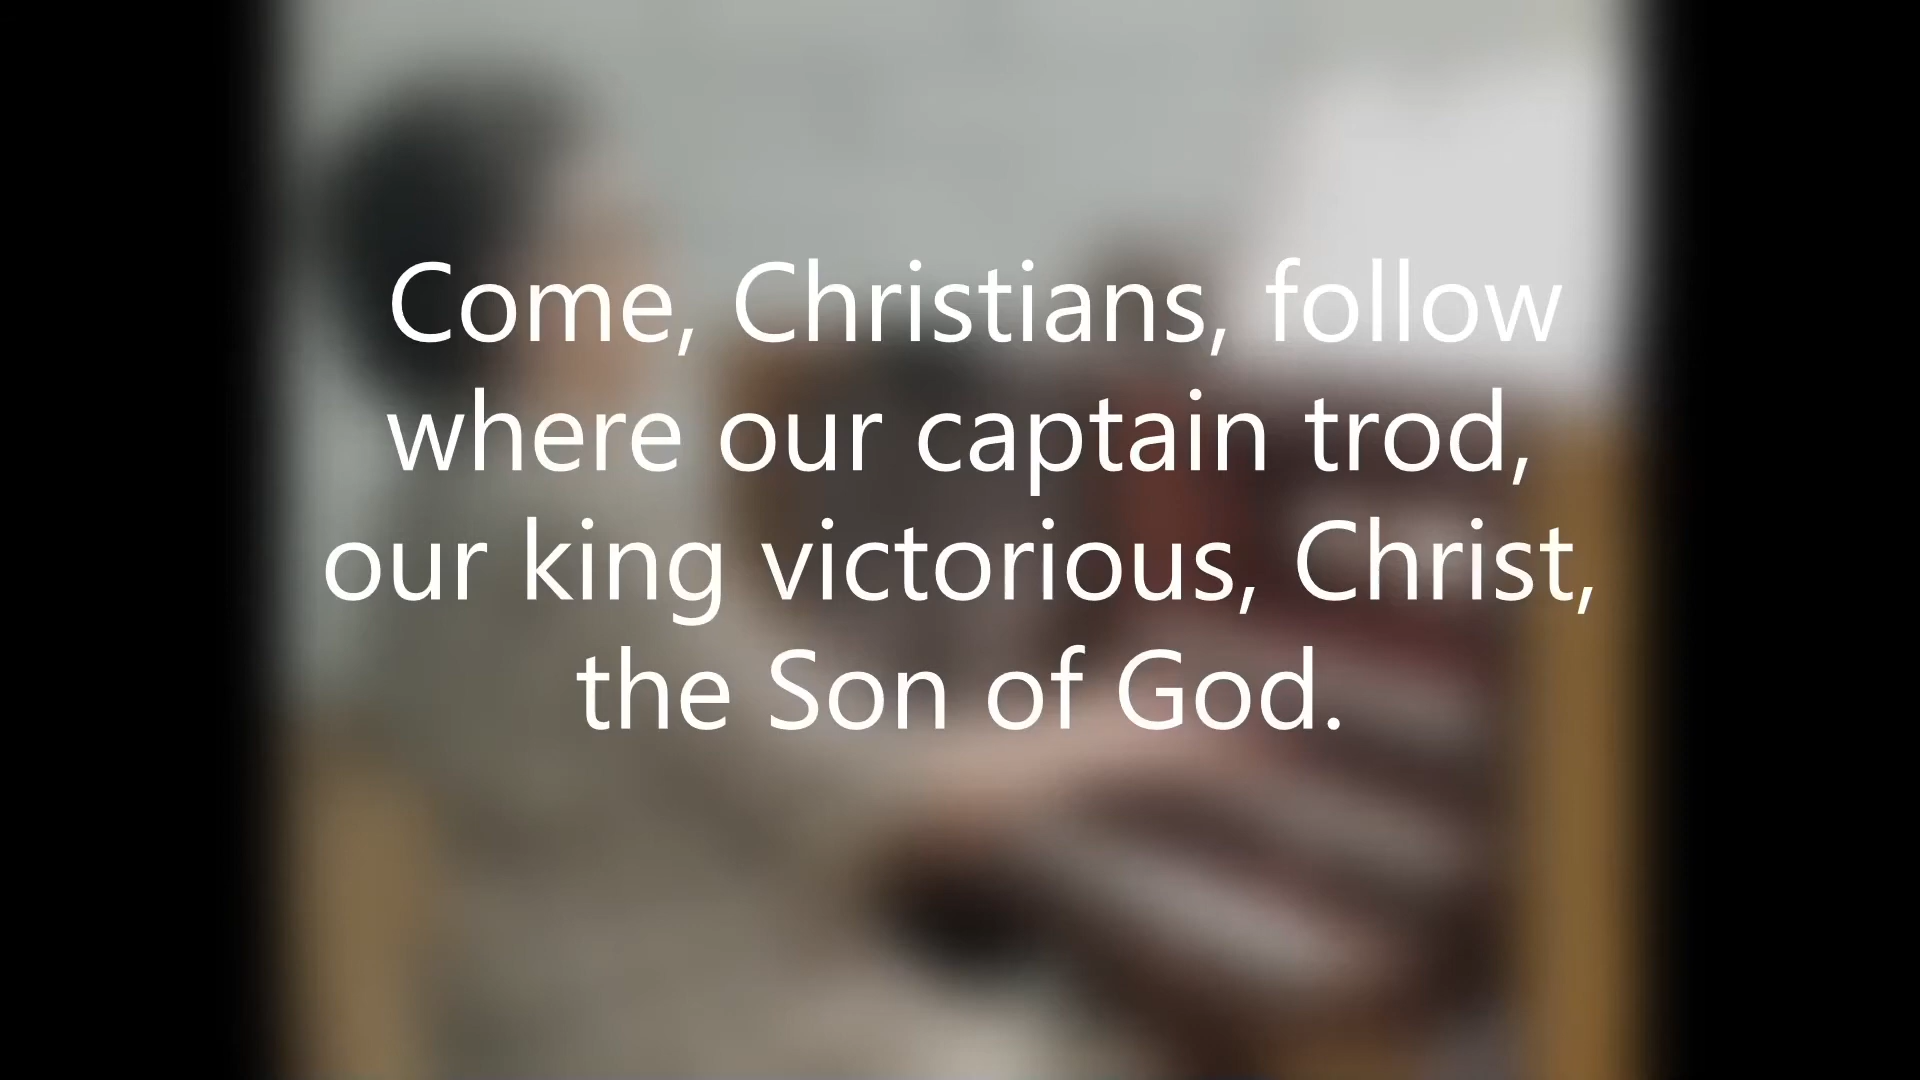 Come, Christians, follow
where our captain trod,
our king victorious, Christ,
the Son of God.